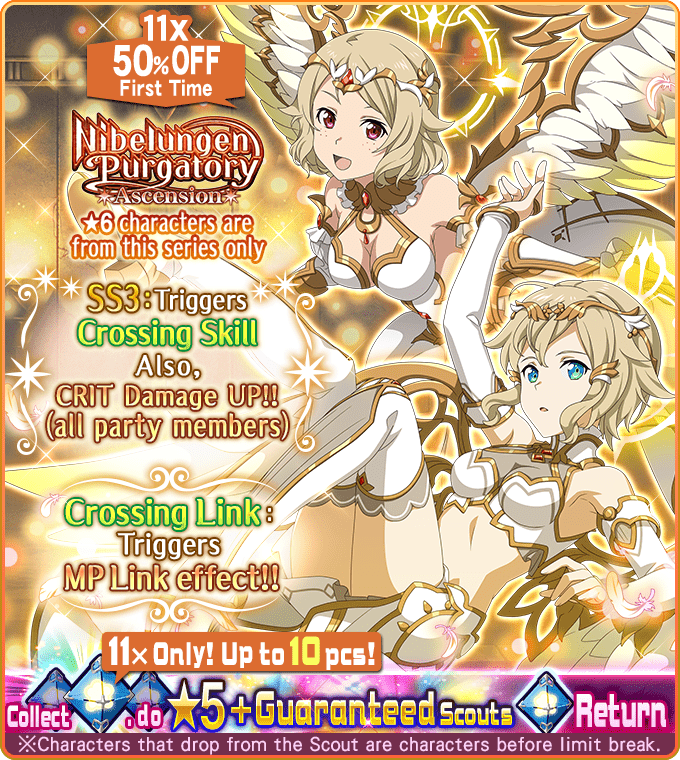 11x
50%OFF
First Time
Nibelungen
Purgatory
Ascension
★6 characters are
from this series only
SS3:Triggers
Crossing Skill
Also,
CRIT Damage UP!!
(all party members)
Crossing Link:
Triggers
MP Link effect!!
11x Only! Up to 10 pcs!
Collect , do ★5+Guaranteed Scouts Return
※Characters that drop from the Scout are characters before limit break.